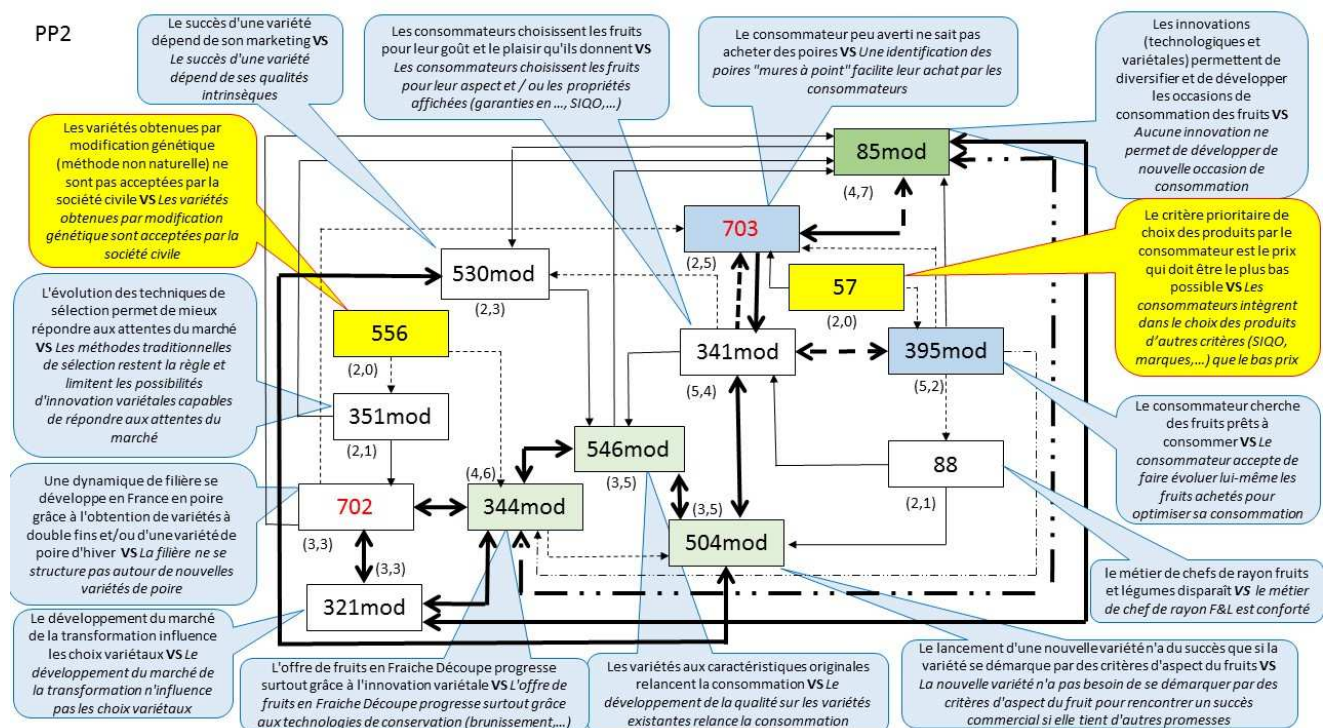 PP2
Le succès d'une variété
dépend de son marketing VS
Le succès d'une variété
dépend de ses qualités
intrinsèques
Les consommateurs choisissent les fruits
pour leur goût et le plaisir qu'ils donnent VS
Les consommateurs choisissent les fruits
pour leur aspect et / ou les propriétés
affichées (garanties en ..., SIQO,...)
Le consommateur peu averti ne sait pas
acheter des poires VS Une identification des
poires "mures à point" facilite leur achat par les
consommateurs
Les innovations
(technologiques et
variétales) permettent de
diversifier et de développer
les occasions de
consommation des fruits VS
Aucune innovation ne
permet de développer de
nouvelle occasion de
consommation
Les variétés obtenues par
modification génétique
(méthode non naturelle) ne
sont pas acceptées par la
société civile VS Les variétés
obtenues par modification
génétique sont acceptées par la
société civile
85mod
(4,7)
703
(2,5)
530mod
(2,3)
57
(2,0)
Le critère prioritaire de
choix des produits par le
consommateur est le prix
qui doit être le plus bas
possible VS Les
consommateurs intègrent
dans le choix des produits
d'autres critères (SIQO,
marques,...) que le bas prix
L'évolution des techniques de
sélection permet de mieux
répondre aux attentes du marché
VS Les méthodes traditionnelles
de sélection restent la règle et
limitent les possibilités
d'innovation variétales capables
de répondre aux attentes du
marché
556
(2,0)
341mod
(5,4)
395mod
(5,2)
351mod
(2,1)
546mod
(3,5)
88
(2,1)
Le consommateur cherche
des fruits prêts à
consommer VS Le
consommateur accepte de
faire évoluer lui-même les
fruits achetés pour
optimiser sa consommation
Une dynamique de filière se
développe en France en poire
grâce à l'obtention de variétés à
double fins et/ou d'une variété de
poire d'hiver VS La filière ne se
structure pas autour de nouvelles
variétés de poire
702
(3,3)
(4,6)
344mod
(3,5)
504mod
(3,3)
321mod
le métier de chefs de rayon fruits
et légumes disparaît VS le métier
de chef de rayon F&L est conforté
Le développement du marché
de la transformation influence
les choix variétaux VS Le
développement du marché de
la transformation n'influence
pas les choix variétaux
L'offre de fruits en Fraiche Découpe progresse
surtout grâce à l'innovation variétale VS L'offre de
fruits en Fraiche Découpe progresse surtout grâce
aux technologies de conservation (brunissement,...)
Les variétés aux caractéristiques originales
relancent la consommation VS Le
développement de la qualité sur les variétés
existantes relance la consommation
Le lancement d'une nouvelle variété n'a du succès que si la
variété se démarque par des critères d'aspect du fruits VS
La nouvelle variété n'a pas besoin de se démarquer par des
critères d'aspect du fruit pour rencontrer un succès
commercial si elle tient d'autres promesses